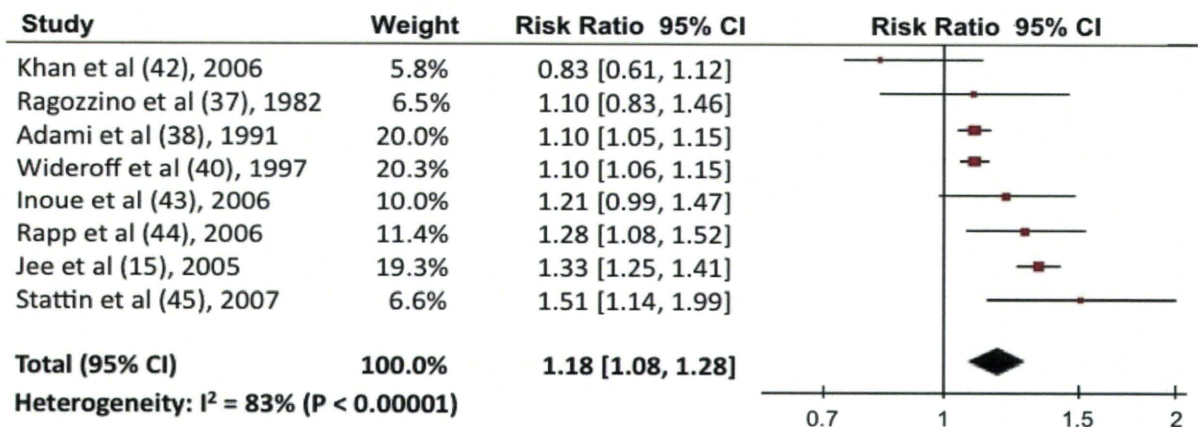 Study Weight Risk Ratio 95% CI Risk Ratio 95% CI
Khan et al (42), 2006 5.8% 0.83 [0.61, 1.12]
Ragozzino et al (37), 1982 6.5% 1.10 [0.83, 1.46]
Adami et al (38), 1991 20.0% 1.10 [1.05, 1.15]
Wideroff et al (40), 1997 20.3% 1.10 [1.06, 1.15]
Inoue et al (43), 2006 10.0% 1.21 [0.99, 1.47]
Rapp et al (44), 2006 11.4% 1.28 [1.08, 1.52]
Jee et al (15), 2005 19.3% 1.33 [1.25, 1.41]
Stattin et al (45), 2007 6.6% 1.51 [1.14, 1.99]
Total (95% CI) 100.0% 1.18 [1.08, 1.28]
Heterogeneity: I² = 83% (P < 0.00001)
0.7 1 1.5 2